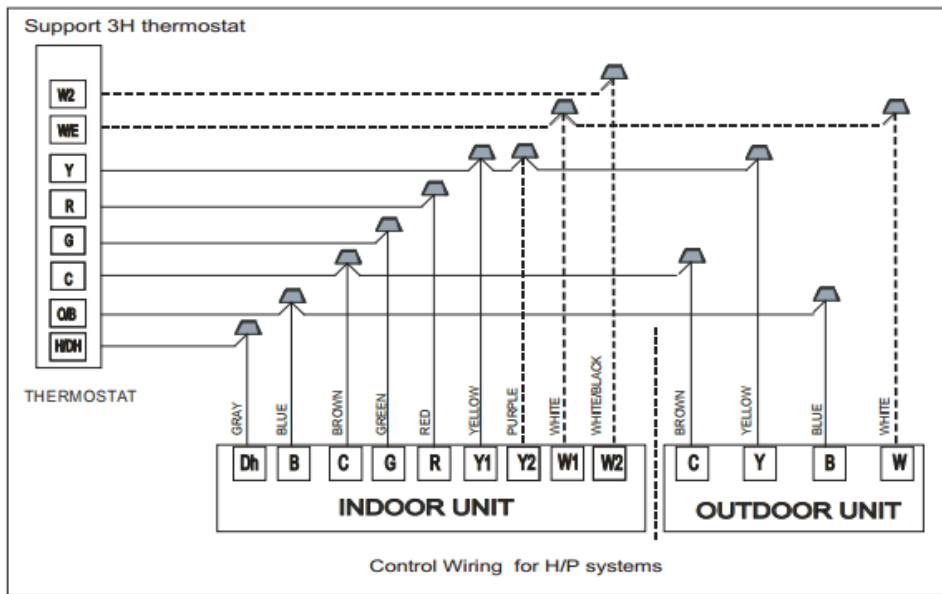 Support 3H thermostat
W2
W/E
Y
R
G
C
O/B
H/DH
THERMOSTAT
GRAY
BLUE
BROWN
GREEN
RED
YELLOW
PURPLE
WHITE
WHITE/BLACK
BROWN
YELLOW
BLUE
WHITE
Dh B C G R Y1 Y2 W1 W2 C Y B W
INDOOR UNIT
OUTDOOR UNIT
Control Wiring for H/P systems